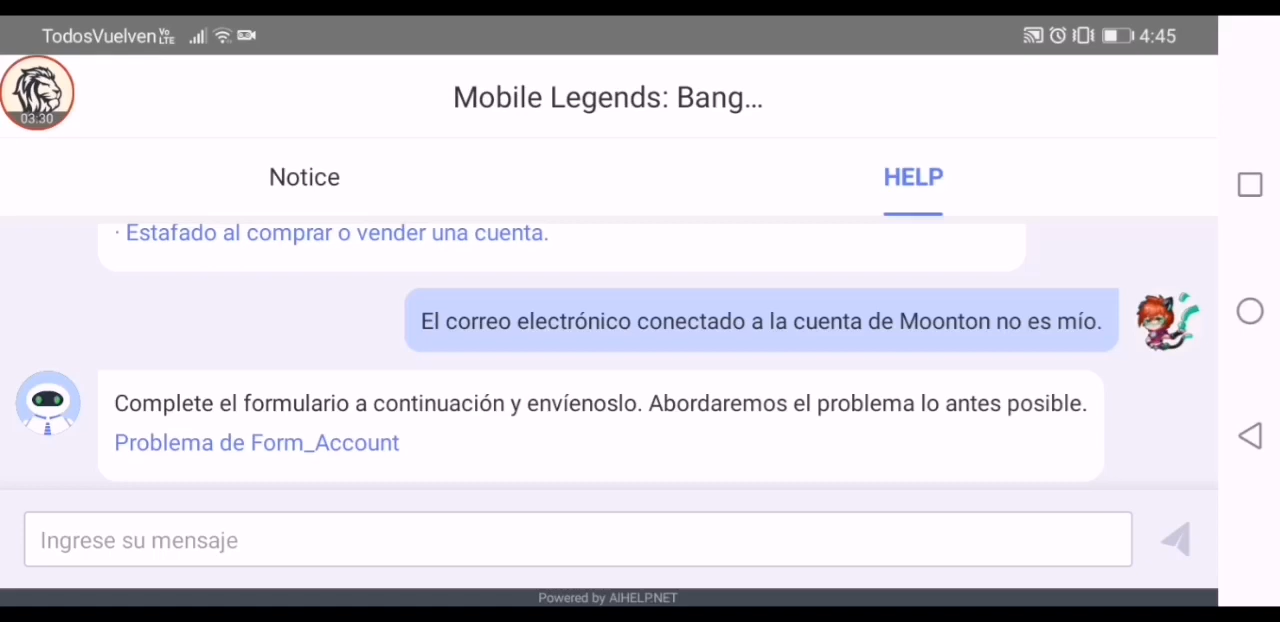 TodosVuelven Vo LTE 4:45
03:30
Mobile Legends: Bang...
Notice HELP
· Estafado al comprar o vender una cuenta.
El correo electrónico conectado a la cuenta de Moonton no es mío.
Complete el formulario a continuación y envíenoslo. Abordaremos el problema lo antes posible.
Problema de Form_Account
Ingrese su mensaje
Powered by AIHELP.NET